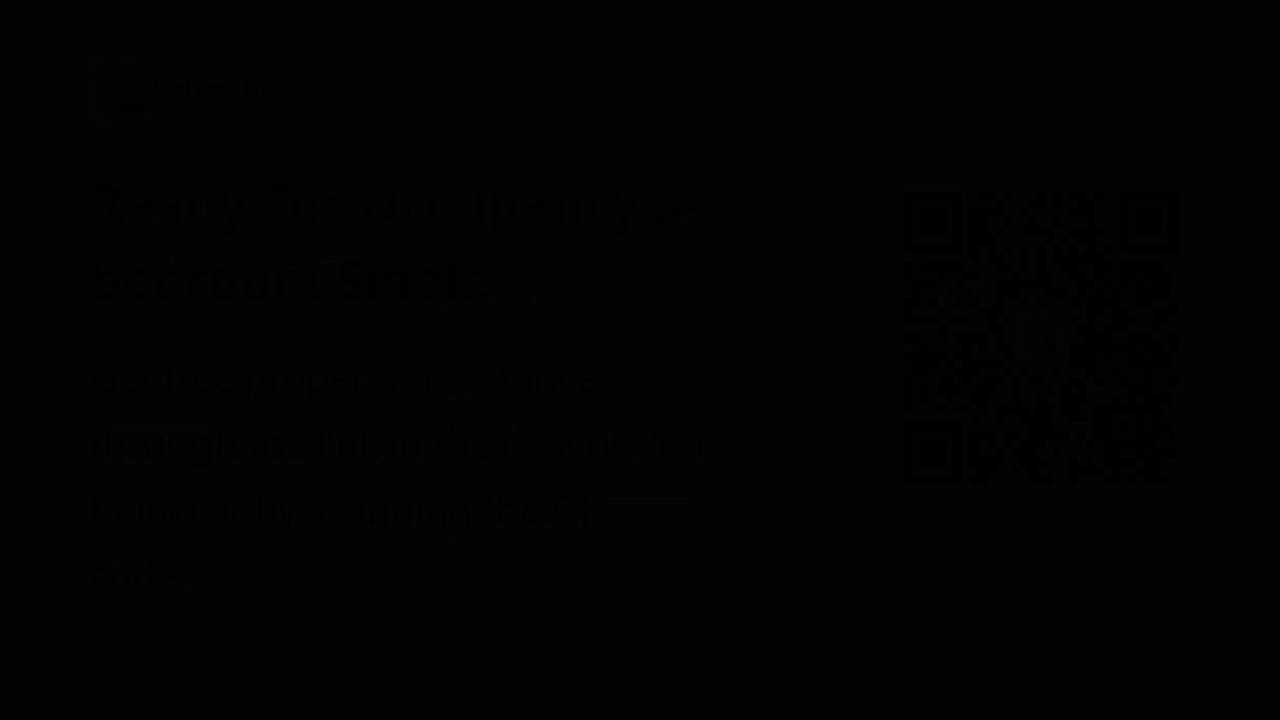 Ready For Occupancy 3-
bedroom Single...
Get free property assistance
through the link in the description
below or by scanning the QR
code.